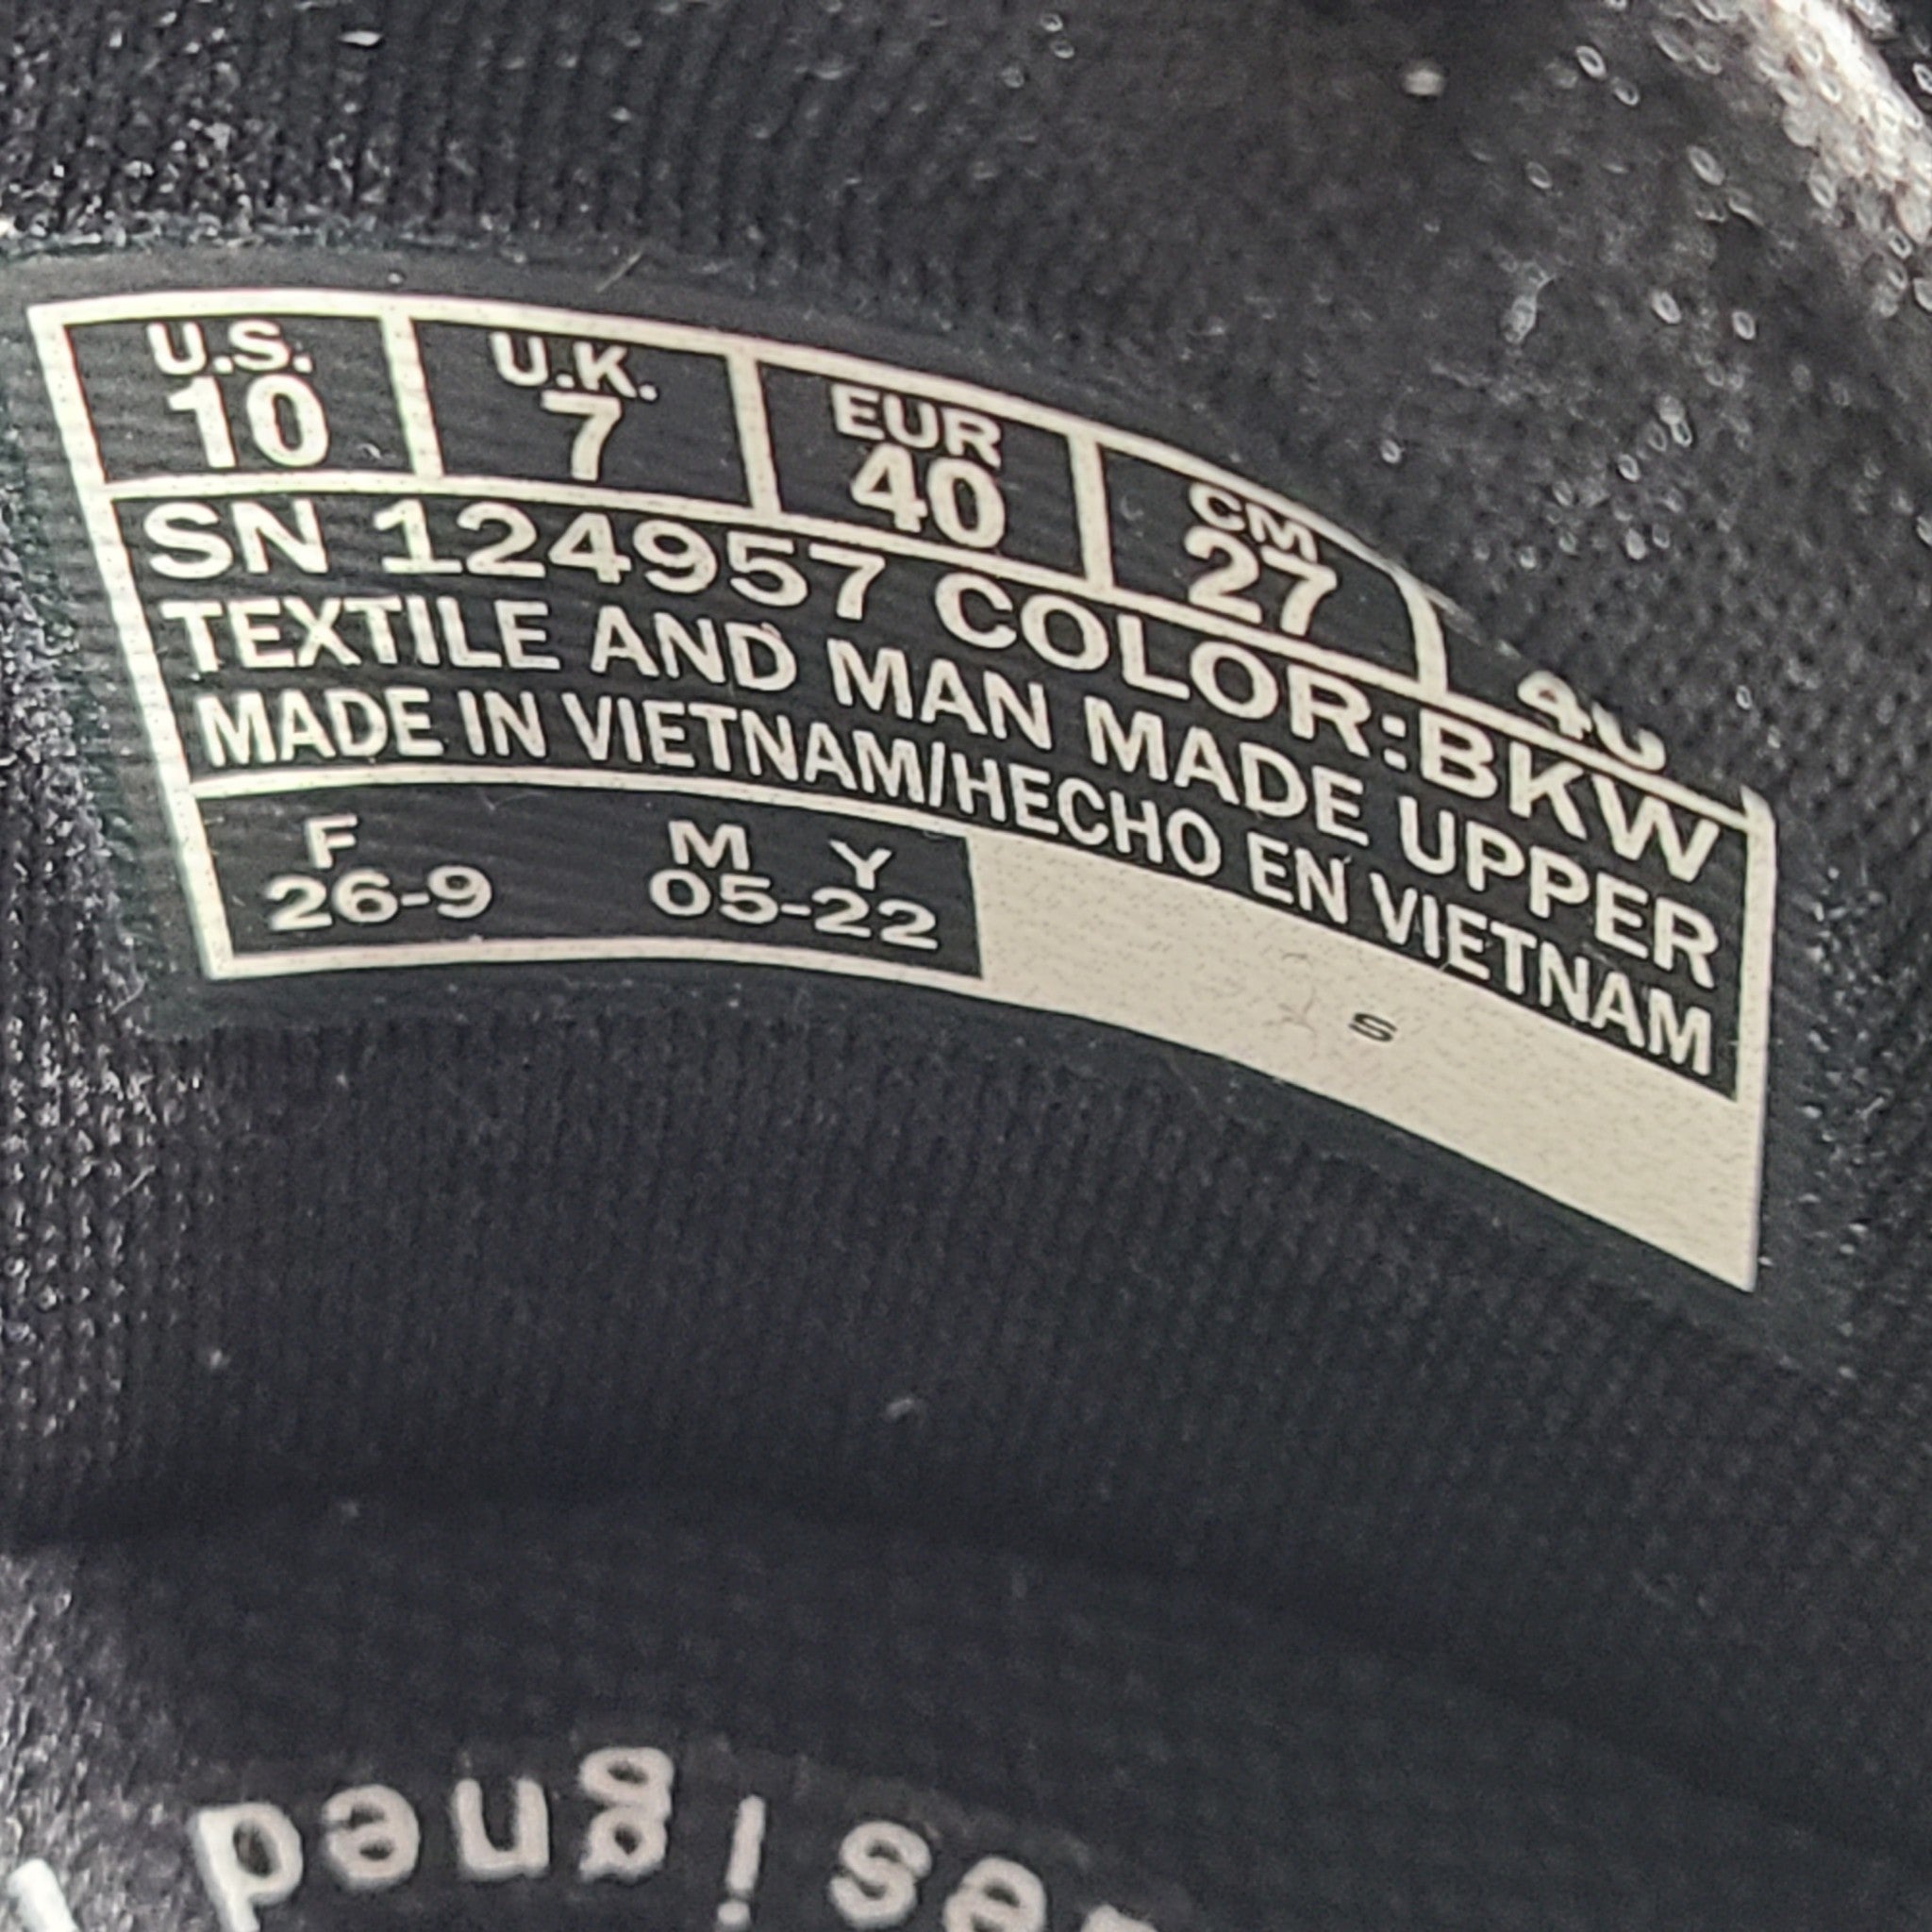 U.S. U.K. EUR CM
10 7 40 27
SN 124957 COLOR:BKW
TEXTILE AND MAN MADE UPPER
MADE IN VIETNAM/HECHO EN VIETNAM
F M Y
26-9 05-22
S